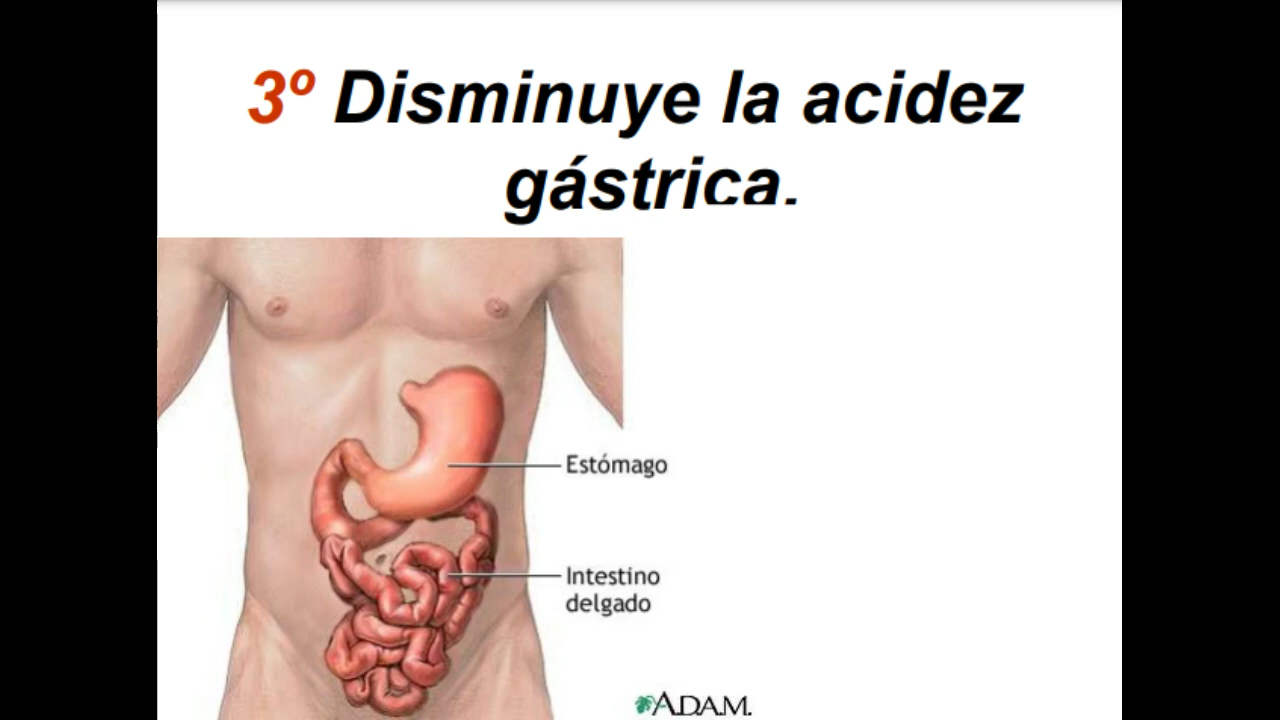 3º Disminuye la acidez
gástrica.
Estómago
Intestino
delgado
A.D.A.M.